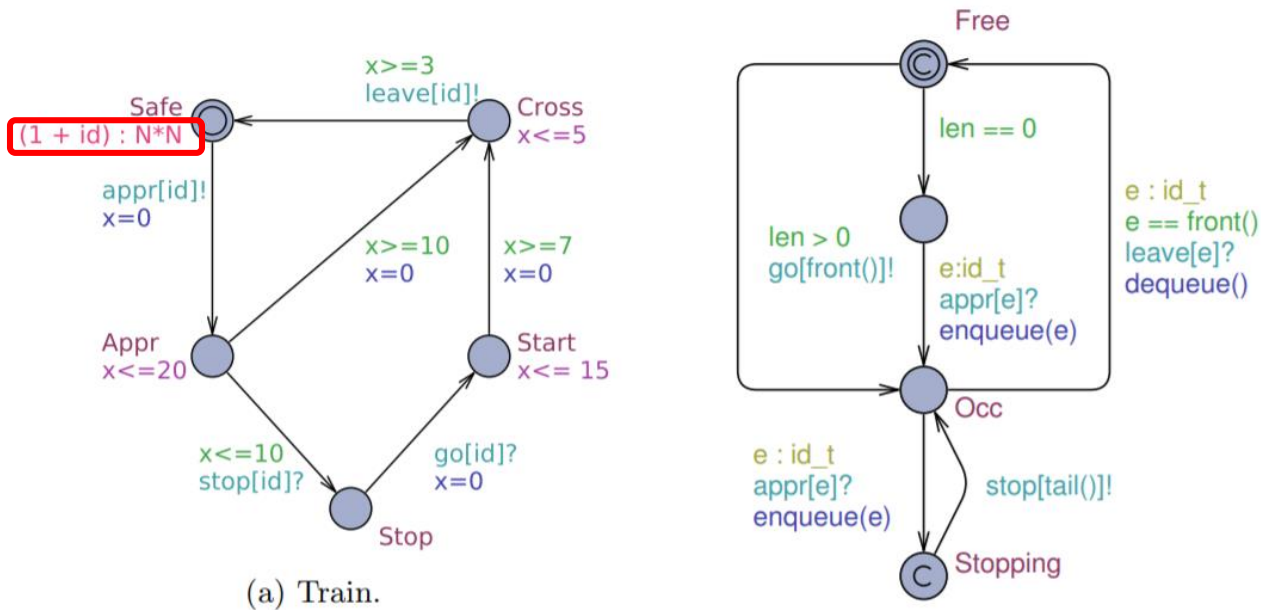 Safe
(1 + id) : N*N
x>=3
leave[id]!
Cross
x<=5
appr[id]!
x=0
x>=10
x=0
x>=7
x=0
Appr
x<=20
Start
x<= 15
x<=10
stop[id]?
go[id]?
x=0
Stop
(a) Train.
Free
C
len == 0
len > 0
go[front()]!
e:id_t
appr[e]?
enqueue(e)
e : id_t
e == front()
leave[e]?
dequeue()
Occ
e : id_t
appr[e]?
enqueue(e)
stop[tail()]!
C
Stopping